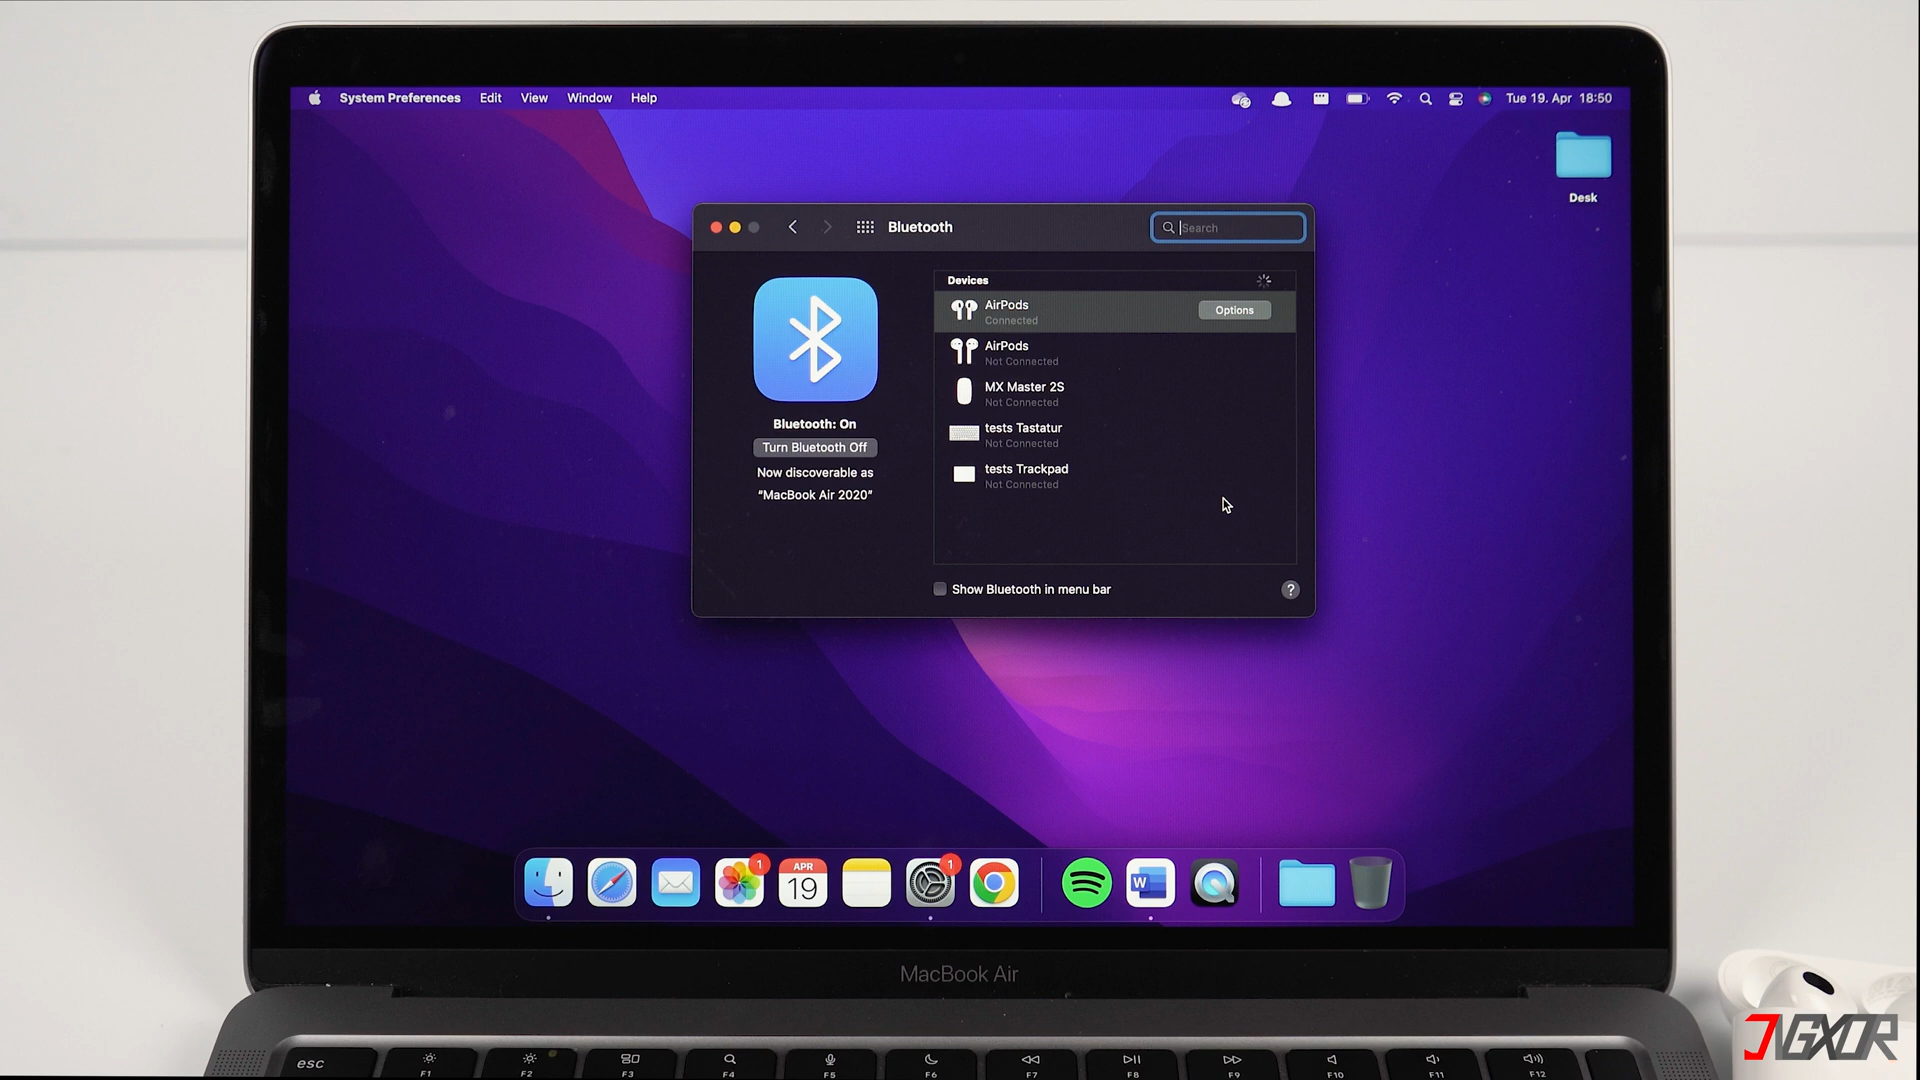 System Preferences Edit View Window Help Tue 19. Apr 18:50
Desk
Bluetooth
Search
Devices
AirPods
Connected
Options
AirPods
Not Connected
MX Master 2S
Not Connected
tests Tastatur
Not Connected
tests Trackpad
Not Connected
Bluetooth: On
Turn Bluetooth Off
Now discoverable as
“MacBook Air 2020”
Show Bluetooth in menu bar
?
1
APR
19
1
W
MacBook Air
JIGXOR
esc
F1 F2 F3 F4 F5 F6 F7 F8 F9 F10 F11 F12